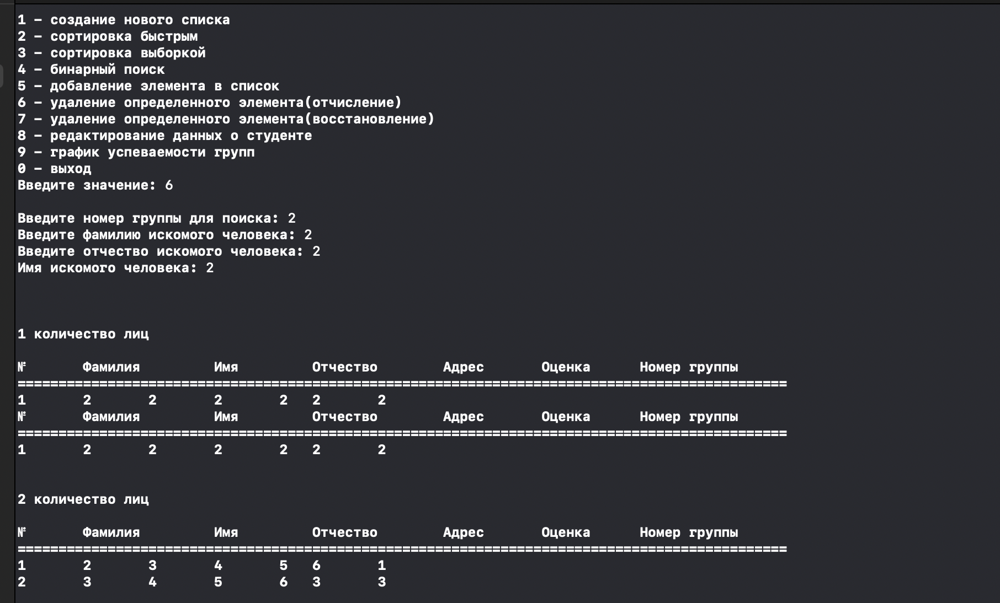 1 – создание нового списка
2 – сортировка быстрым
3 – сортировка выборкой
4 – бинарный поиск
5 – добавление элемента в список
6 – удаление определенного элемента(отчисление)
7 – удаление определенного элемента(восстановление)
8 – редактирование данных о студенте
9 – график успеваемости групп
0 – выход
Введите значение: 6
Введите номер группы для поиска: 2
Введите фамилию искомого человека: 2
Введите отчество искомого человека: 2
Имя искомого человека: 2
1 количество лиц
№ Фамилия Имя Отчество Адрес Оценка Номер группы
==============================================================================================
1 2 2 2 2 2 2
№ Фамилия Имя Отчество Адрес Оценка Номер группы
==============================================================================================
1 2 2 2 2 2 2
2 количество лиц
№ Фамилия Имя Отчество Адрес Оценка Номер группы
==============================================================================================
1 2 3 4 5 6 1
2 3 4 5 6 3 3